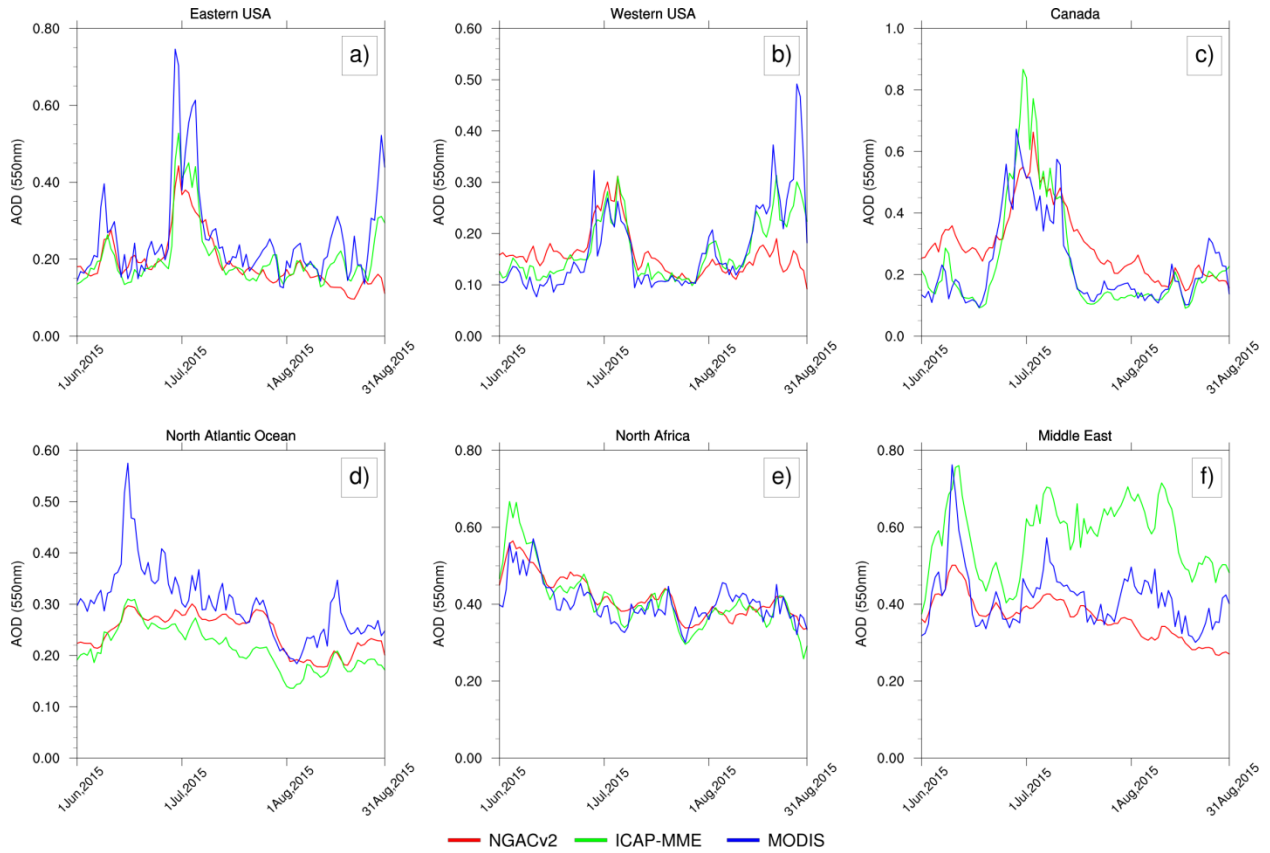 Eastern USA
a)
AOD (550nm)
0.80
0.60
0.40
0.20
0.00
1Jun,2015
1Jul,2015
1Aug,2015
31Aug,2015
Western USA
b)
AOD (550nm)
0.60
0.50
0.40
0.30
0.20
0.10
0.00
1Jun,2015
1Jul,2015
1Aug,2015
31Aug,2015
Canada
c)
AOD (550nm)
1.0
0.8
0.6
0.4
0.2
0.0
1Jun,2015
1Jul,2015
1Aug,2015
31Aug,2015
North Atlantic Ocean
d)
AOD (550nm)
0.60
0.50
0.40
0.30
0.20
0.10
0.00
1Jun,2015
1Jul,2015
1Aug,2015
31Aug,2015
North Africa
e)
AOD (550nm)
0.80
0.60
0.40
0.20
0.00
1Jun,2015
1Jul,2015
1Aug,2015
31Aug,2015
Middle East
f)
AOD (550nm)
0.80
0.60
0.40
0.20
0.00
1Jun,2015
1Jul,2015
1Aug,2015
31Aug,2015
NGACv2 ICAP-MME MODIS